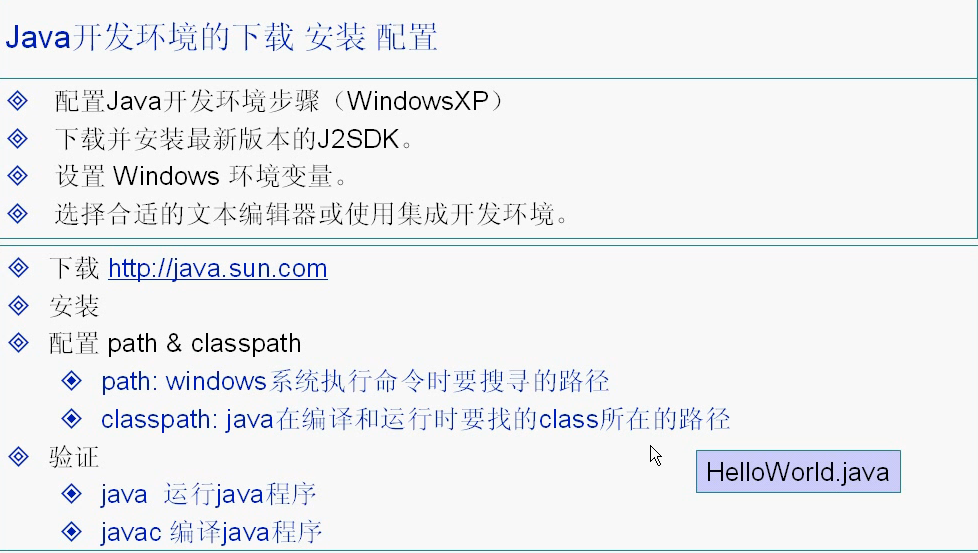 Java开发环境的下载 安装 配置
配置Java开发环境步骤（WindowsXP）
下载并安装最新版本的J2SDK。
设置 Windows 环境变量。
选择合适的文本编辑器或使用集成开发环境。
下载 http://java.sun.com
安装
配置 path & classpath
path: windows系统执行命令时要搜寻的路径
classpath: java在编译和运行时要找的class所在的路径
验证
HelloWorld.java
java 运行java程序
javac 编译java程序